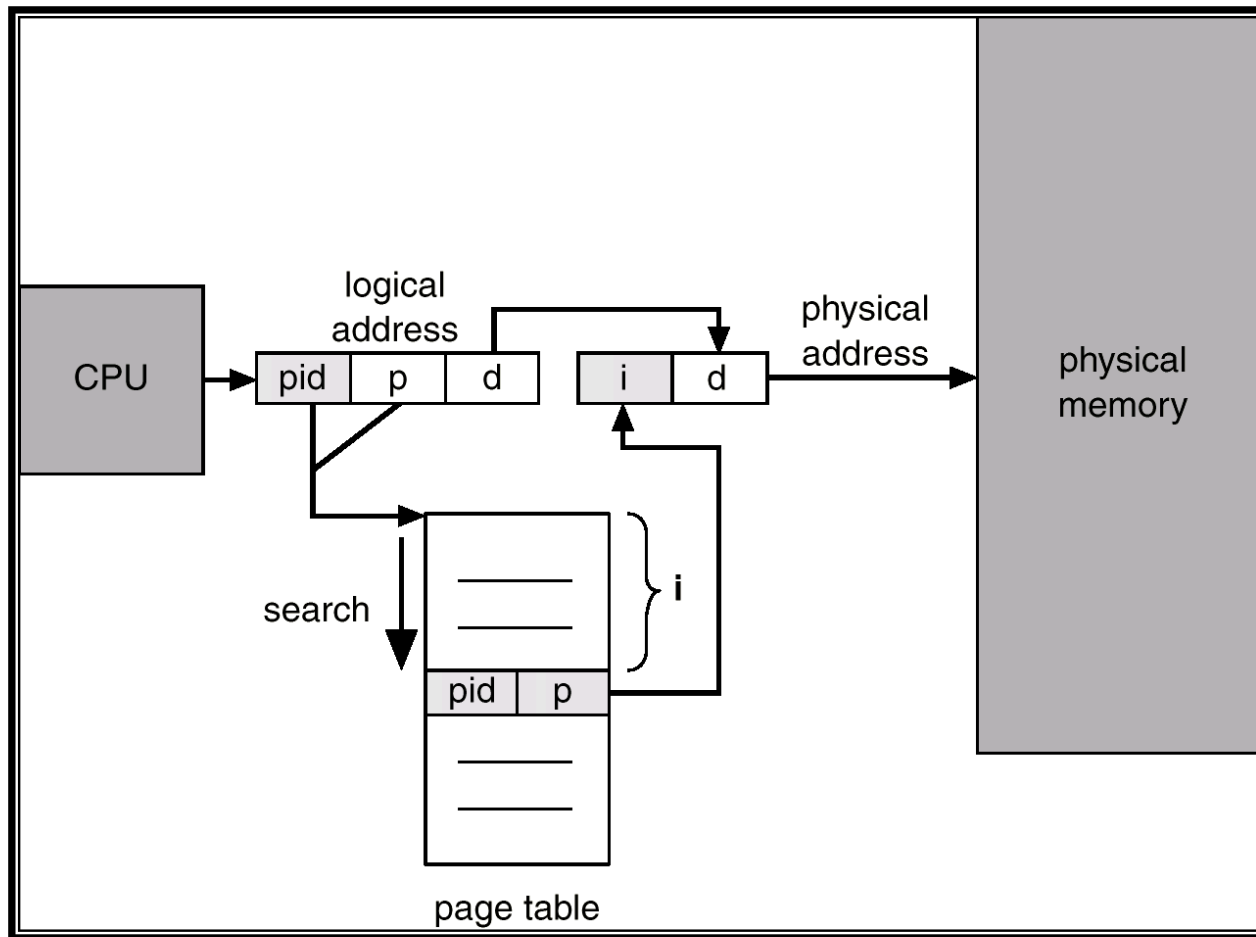 logical
address
physical
address
CPU
pid
p
d
i
d
physical
memory
search
i
pid
p
page table